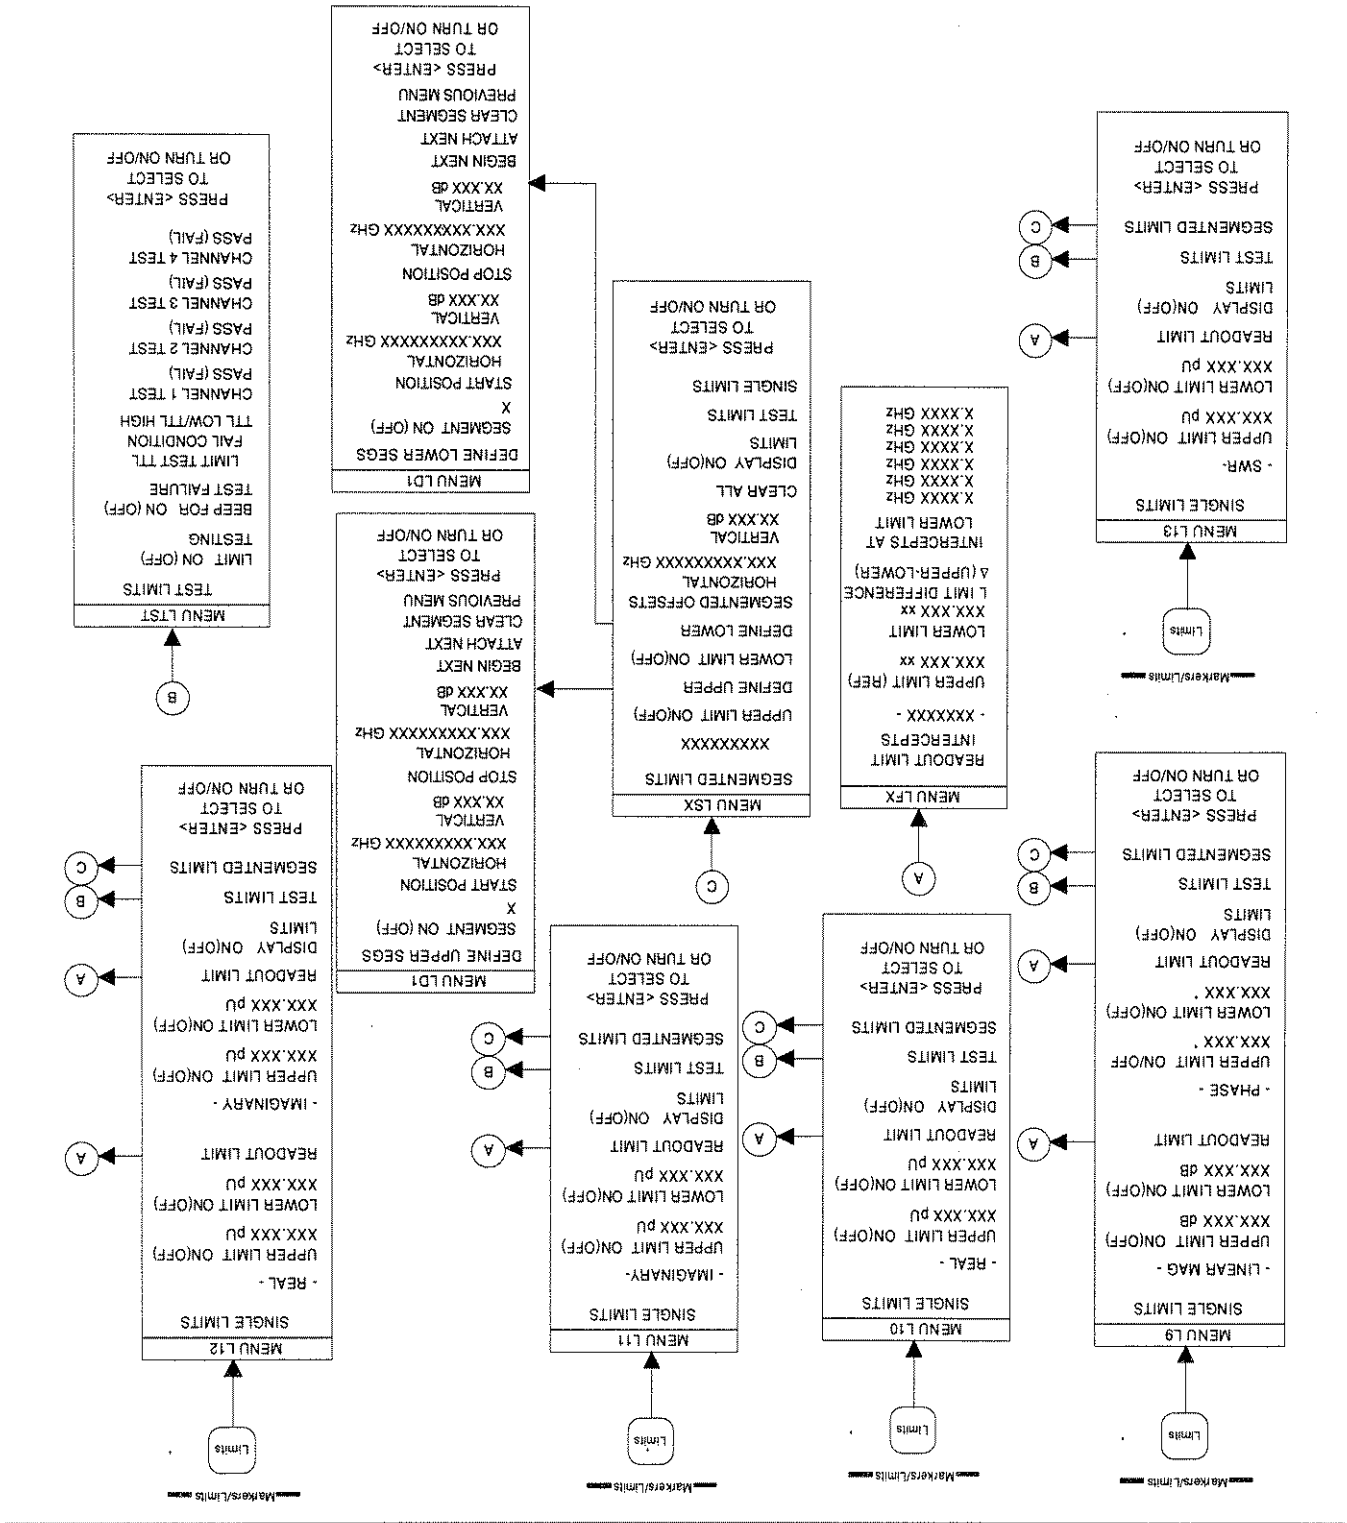 Markers/Limits
Limits
MENU L9
SINGLE LIMITS
- LINEAR MAG -
UPPER LIMIT ON(OFF)
XXX.XXX dB
LOWER LIMIT ON(OFF)
XXX.XXX dB
READOUT LIMIT
A
- PHASE -
UPPER LIMIT ON/OFF
XXX.XXX °
LOWER LIMIT ON(OFF)
XXX.XXX °
READOUT LIMIT
A
DISPLAY ON(OFF)
LIMITS
TEST LIMITS
B
SEGMENTED LIMITS
C
PRESS <ENTER>
TO SELECT
OR TURN ON/OFF
Markers/Limits
Limits
MENU L10
SINGLE LIMITS
- REAL -
UPPER LIMIT ON(OFF)
XXX.XXX pU
LOWER LIMIT ON(OFF)
XXX.XXX pU
READOUT LIMIT
A
DISPLAY ON(OFF)
LIMITS
TEST LIMITS
B
SEGMENTED LIMITS
C
PRESS <ENTER>
TO SELECT
OR TURN ON/OFF
Markers/Limits
Limits
MENU L11
SINGLE LIMITS
- IMAGINARY-
UPPER LIMIT ON(OFF)
XXX.XXX pU
LOWER LIMIT ON(OFF)
XXX.XXX pU
READOUT LIMIT
A
DISPLAY ON(OFF)
LIMITS
TEST LIMITS
B
SEGMENTED LIMITS
C
PRESS <ENTER>
TO SELECT
OR TURN ON/OFF
Markers/Limits
Limits
MENU L12
SINGLE LIMITS
- REAL -
UPPER LIMIT ON(OFF)
XXX.XXX pU
LOWER LIMIT ON(OFF)
XXX.XXX pU
READOUT LIMIT
A
- IMAGINARY -
UPPER LIMIT ON(OFF)
XXX.XXX pU
LOWER LIMIT ON(OFF)
XXX.XXX pU
READOUT LIMIT
A
DISPLAY ON(OFF)
LIMITS
TEST LIMITS
B
SEGMENTED LIMITS
C
PRESS <ENTER>
TO SELECT
OR TURN ON/OFF
Markers/Limits
Limits
MENU L13
SINGLE LIMITS
- SWR-
UPPER LIMIT ON(OFF)
XXX.XXX pU
LOWER LIMIT ON(OFF)
XXX.XXX pU
READOUT LIMIT
A
DISPLAY ON(OFF)
LIMITS
TEST LIMITS
B
SEGMENTED LIMITS
C
PRESS <ENTER>
TO SELECT
OR TURN ON/OFF
A
MENU LFX
READOUT LIMIT
INTERCEPTS
- XXXXXX -
UPPER LIMIT (REF)
XXX.XXX xx
LOWER LIMIT
XXX.XXX xx
LIMIT DIFFERENCE
Δ (UPPER-LOWER)
INTERCEPTS AT
LOWER LIMIT
X.XXXX GHz
X.XXXX GHz
X.XXXX GHz
X.XXXX GHz
X.XXXX GHz
X.XXXX GHz
C
MENU LSX
SEGMENTED LIMITS
XXXXXXXXX
UPPER LIMIT ON(OFF)
DEFINE UPPER
LOWER LIMIT ON(OFF)
DEFINE LOWER
SEGMENTED OFFSETS
HORIZONTAL
XXX.XXXXXXXXX GHz
VERTICAL
XX.XXX dB
CLEAR ALL
DISPLAY ON(OFF)
LIMITS
TEST LIMITS
SINGLE LIMITS
PRESS <ENTER>
TO SELECT
OR TURN ON/OFF
MENU LD1
DEFINE UPPER SEGS
SEGMENT ON (OFF)
X
START POSITION
HORIZONTAL
XXX.XXXXXXXXX GHz
VERTICAL
XX.XXX dB
STOP POSITION
HORIZONTAL
XXX.XXXXXXXXX GHz
VERTICAL
XX.XXX dB
BEGIN NEXT
ATTACH NEXT
CLEAR SEGMENT
PREVIOUS MENU
PRESS <ENTER>
TO SELECT
OR TURN ON/OFF
MENU LD1
DEFINE LOWER SEGS
SEGMENT ON (OFF)
X
START POSITION
HORIZONTAL
XXX.XXXXXXXXX GHz
VERTICAL
XX.XXX dB
STOP POSITION
HORIZONTAL
XXX.XXXXXXXXX GHz
VERTICAL
XX.XXX dB
BEGIN NEXT
ATTACH NEXT
CLEAR SEGMENT
PREVIOUS MENU
PRESS <ENTER>
TO SELECT
OR TURN ON/OFF
B
MENU LTST
TEST LIMITS
LIMIT ON (OFF)
TESTING
BEEP FOR ON (OFF)
TEST FAILURE
LIMIT TEST TTL
FAIL CONDITION
TTL LOW/TTL HIGH
CHANNEL 1 TEST
PASS (FAIL)
CHANNEL 2 TEST
PASS (FAIL)
CHANNEL 3 TEST
PASS (FAIL)
CHANNEL 4 TEST
PASS (FAIL)
PRESS <ENTER>
TO SELECT
OR TURN ON/OFF